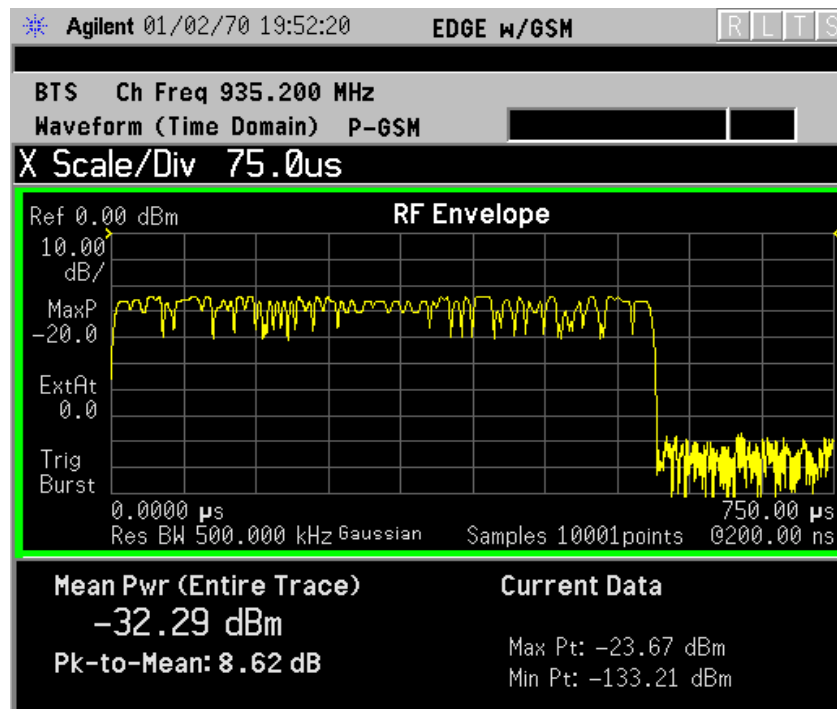 Agilent 01/02/70 19:52:20 EDGE w/GSM R L T S
BTS Ch Freq 935.200 MHz
Waveform (Time Domain) P-GSM
X Scale/Div 75.0us
Ref 0.00 dBm RF Envelope
10.00
dB/
MaxP
-20.0
ExtAt
0.0
Trig
Burst
0.0000 µs 750.00 µs
Res BW 500.000 kHz Gaussian Samples 10001points @200.00 ns
Mean Pwr (Entire Trace) Current Data
-32.29 dBm
Max Pt: -23.67 dBm
Pk-to-Mean: 8.62 dB
Min Pt: -133.21 dBm